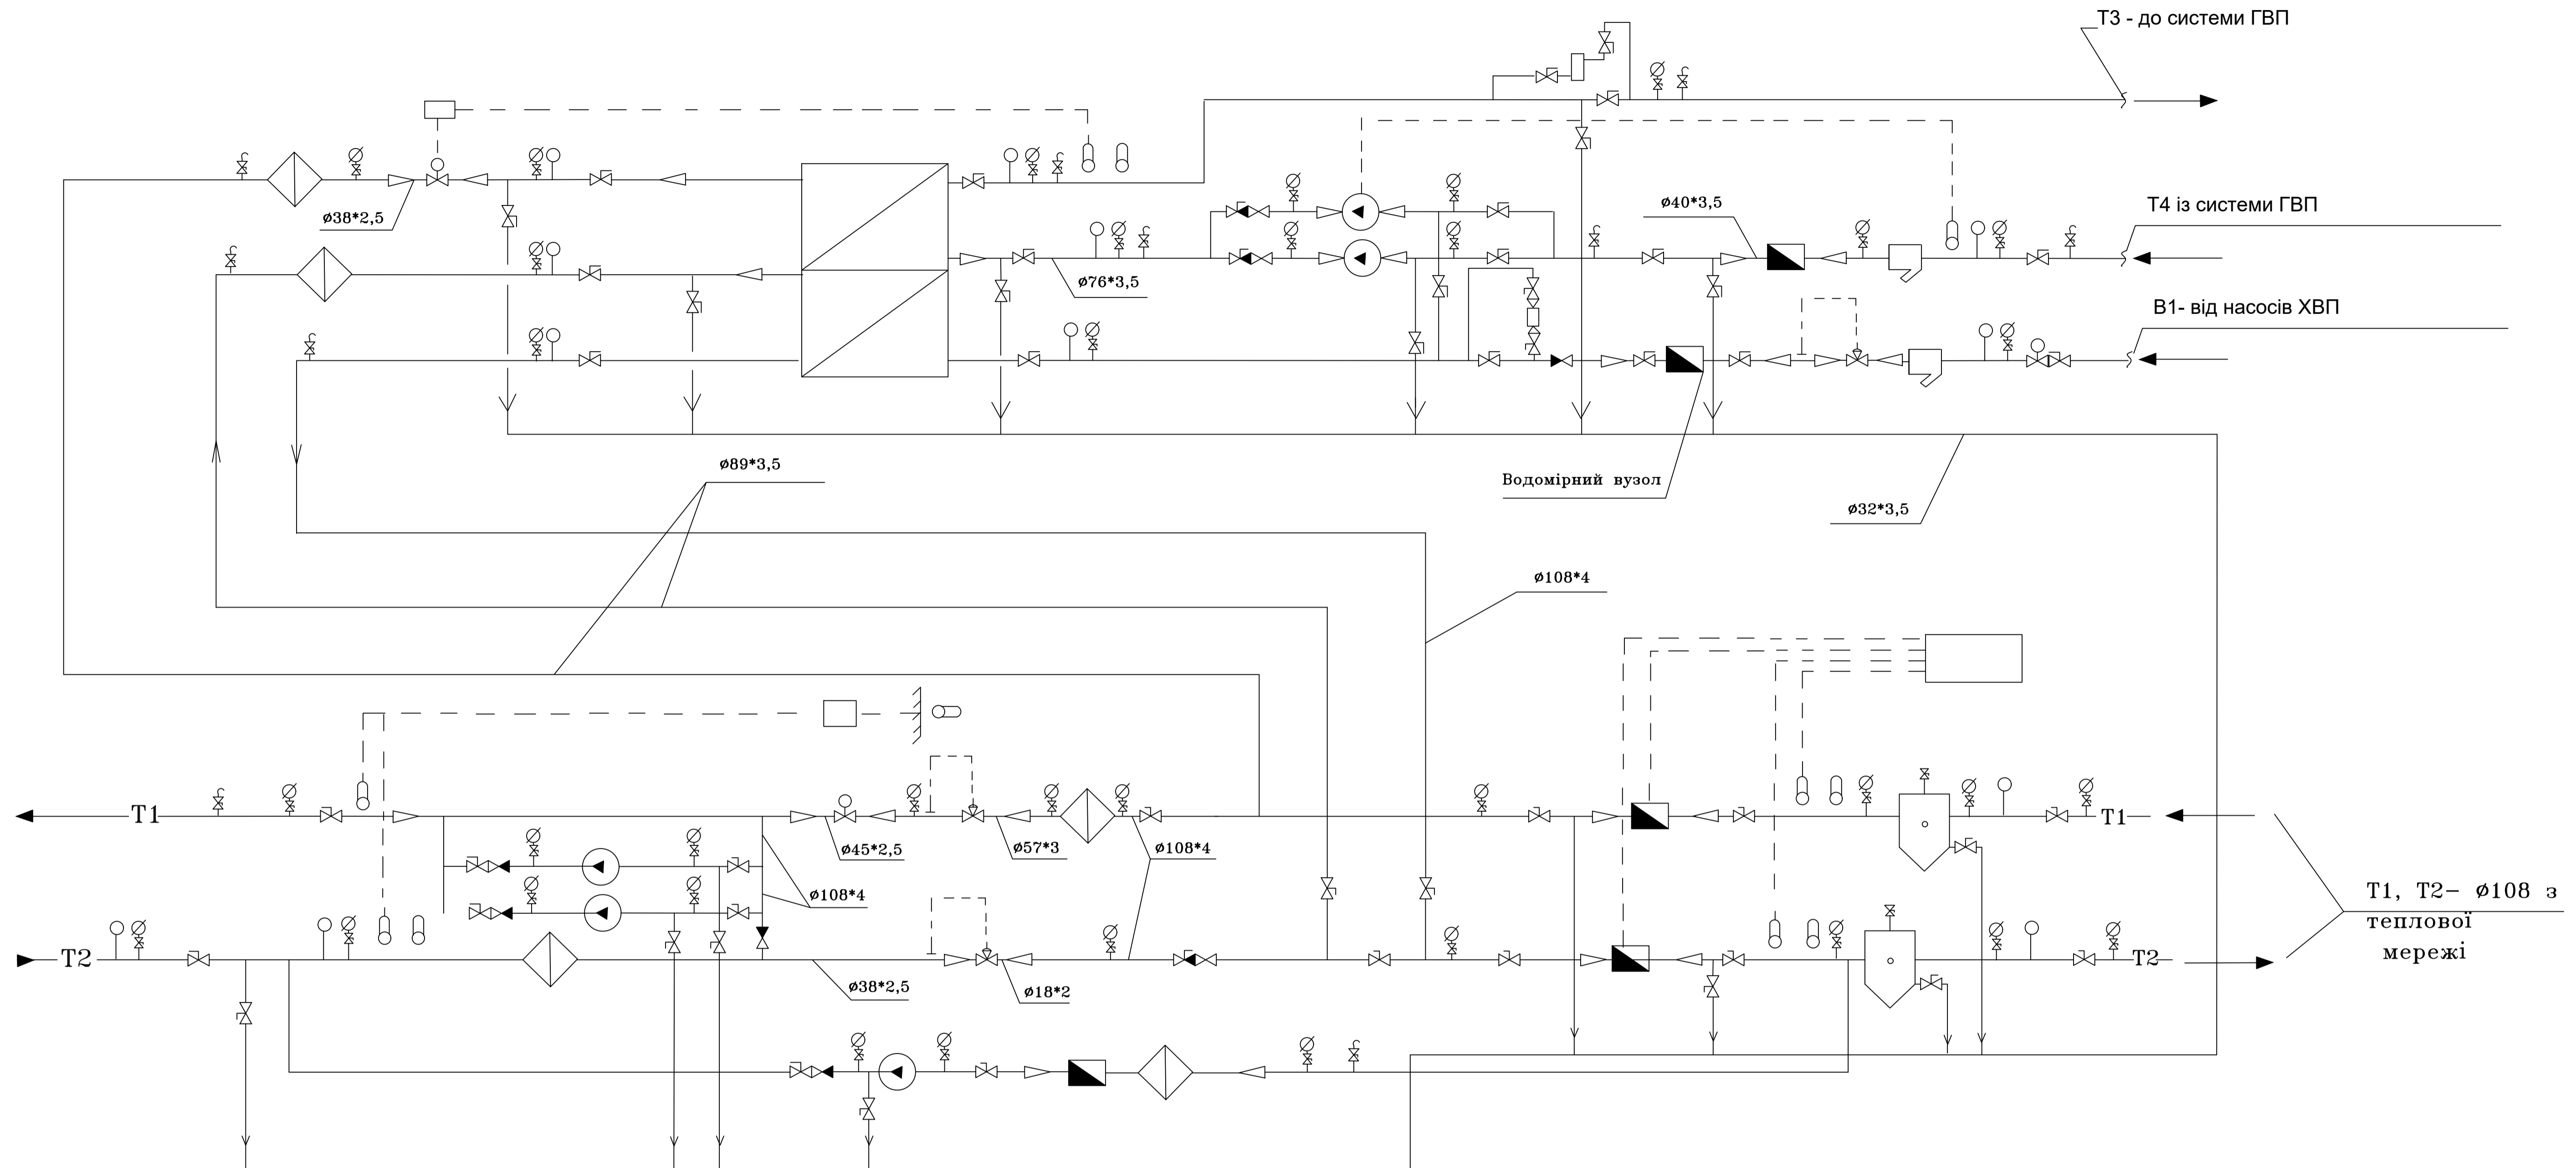 Т3 - до системи ГВП
ø38*2,5
ø40*3,5
Т4 із системи ГВП
ø76*3,5
В1- від насосів ХВП
ø89*3,5
Водомірний вузол
ø32*3,5
ø108*4
Т1
ø45*2,5
ø57*3
ø108*4
Т1
ø108*4
Т1, Т2- ø108 з
теплової
мережі
Т2
ø38*2,5
ø18*2
Т2